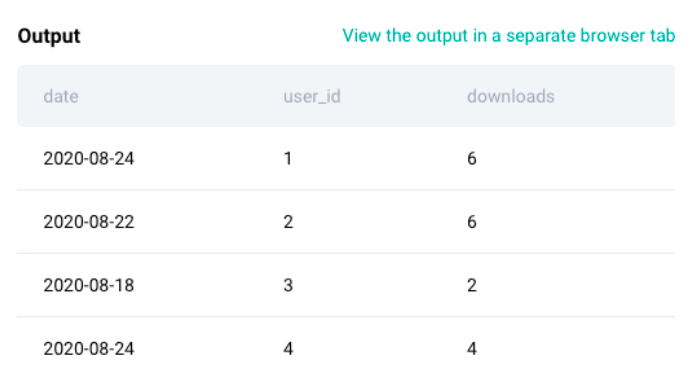 Output View the output in a separate browser tab
date user_id downloads
2020-08-24 1 6
2020-08-22 2 6
2020-08-18 3 2
2020-08-24 4 4